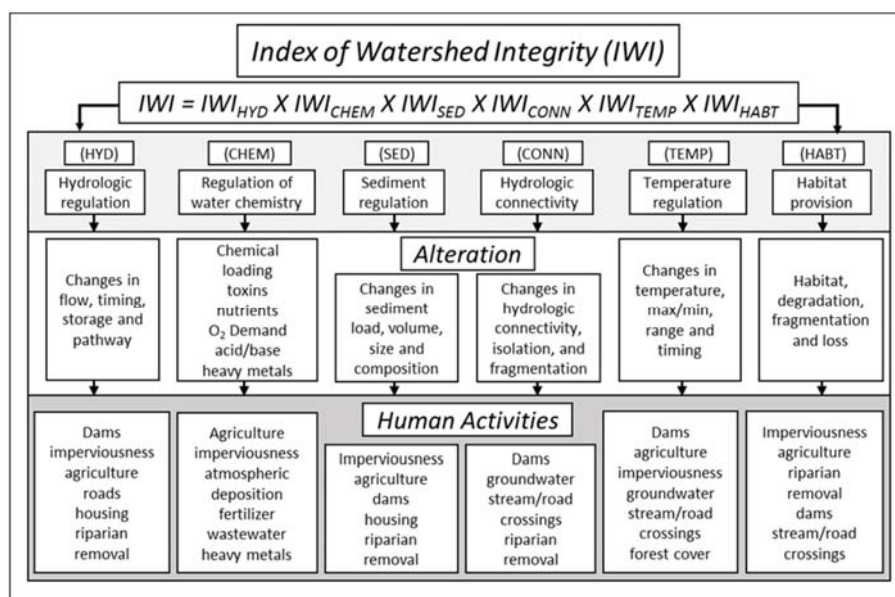 Index of Watershed Integrity (IWI)
IWI = IWI_HYD X IWI_CHEM X IWI_SED X IWI_CONN X IWI_TEMP X IWI_HABT
(HYD)
Hydrologic
regulation
(CHEM)
Regulation of
water chemistry
(SED)
Sediment
regulation
(CONN)
Hydrologic
connectivity
(TEMP)
Temperature
regulation
(HABT)
Habitat
provision
Alteration
Changes in
flow, timing,
storage and
pathway
Chemical
loading
toxins
nutrients
O₂ Demand
acid/base
heavy metals
Changes in
sediment
load, volume,
size and
composition
Changes in
hydrologic
connectivity,
isolation, and
fragmentation
Changes in
temperature,
max/min,
range and
timing
Habitat,
degradation,
fragmentation
and loss
Human Activities
Dams
imperviousness
agriculture
roads
housing
riparian
removal
Agriculture
imperviousness
atmospheric
deposition
fertilizer
wastewater
heavy metals
Imperviousness
agriculture
dams
housing
riparian
removal
Dams
groundwater
stream/road
crossings
riparian
removal
Dams
agriculture
imperviousness
groundwater
stream/road
crossings
forest cover
Imperviousness
agriculture
riparian
removal
dams
stream/road
crossings